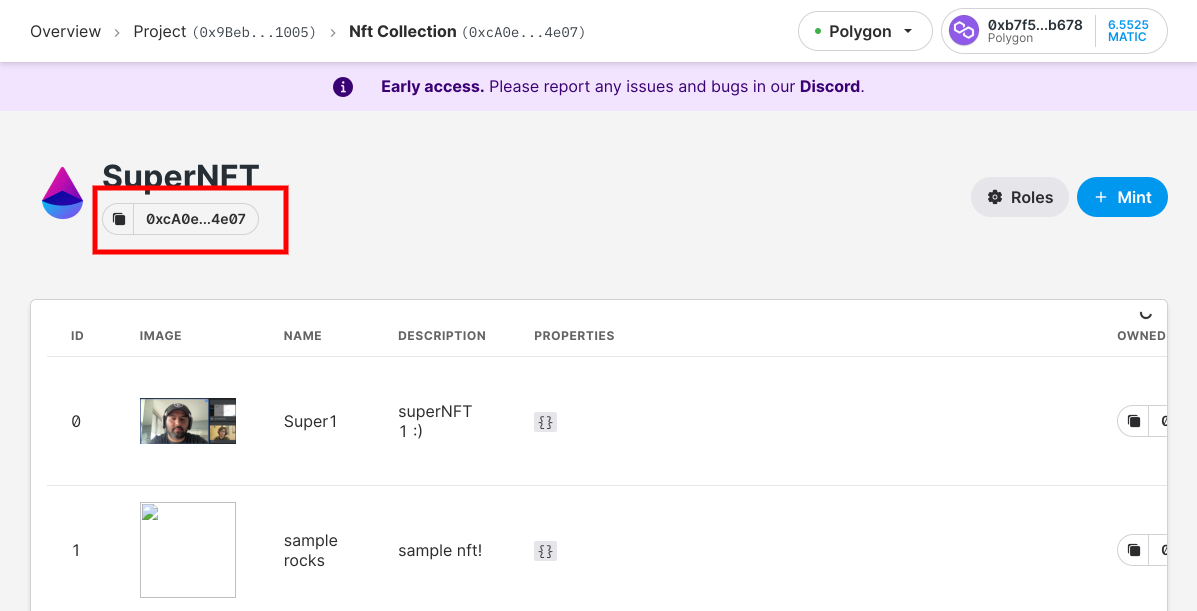 Overview › Project (0x9Beb...1005) › Nft Collection (0xcA0e...4e07)
Polygon
0xb7f5...b678
Polygon
6.5525
MATIC
Early access. Please report any issues and bugs in our Discord.
SuperNFT
0xcA0e...4e07
Roles
+ Mint
ID IMAGE NAME DESCRIPTION PROPERTIES OWNED
0 Super1 superNFT
1 :) {}
1 sample
rocks sample nft! {}